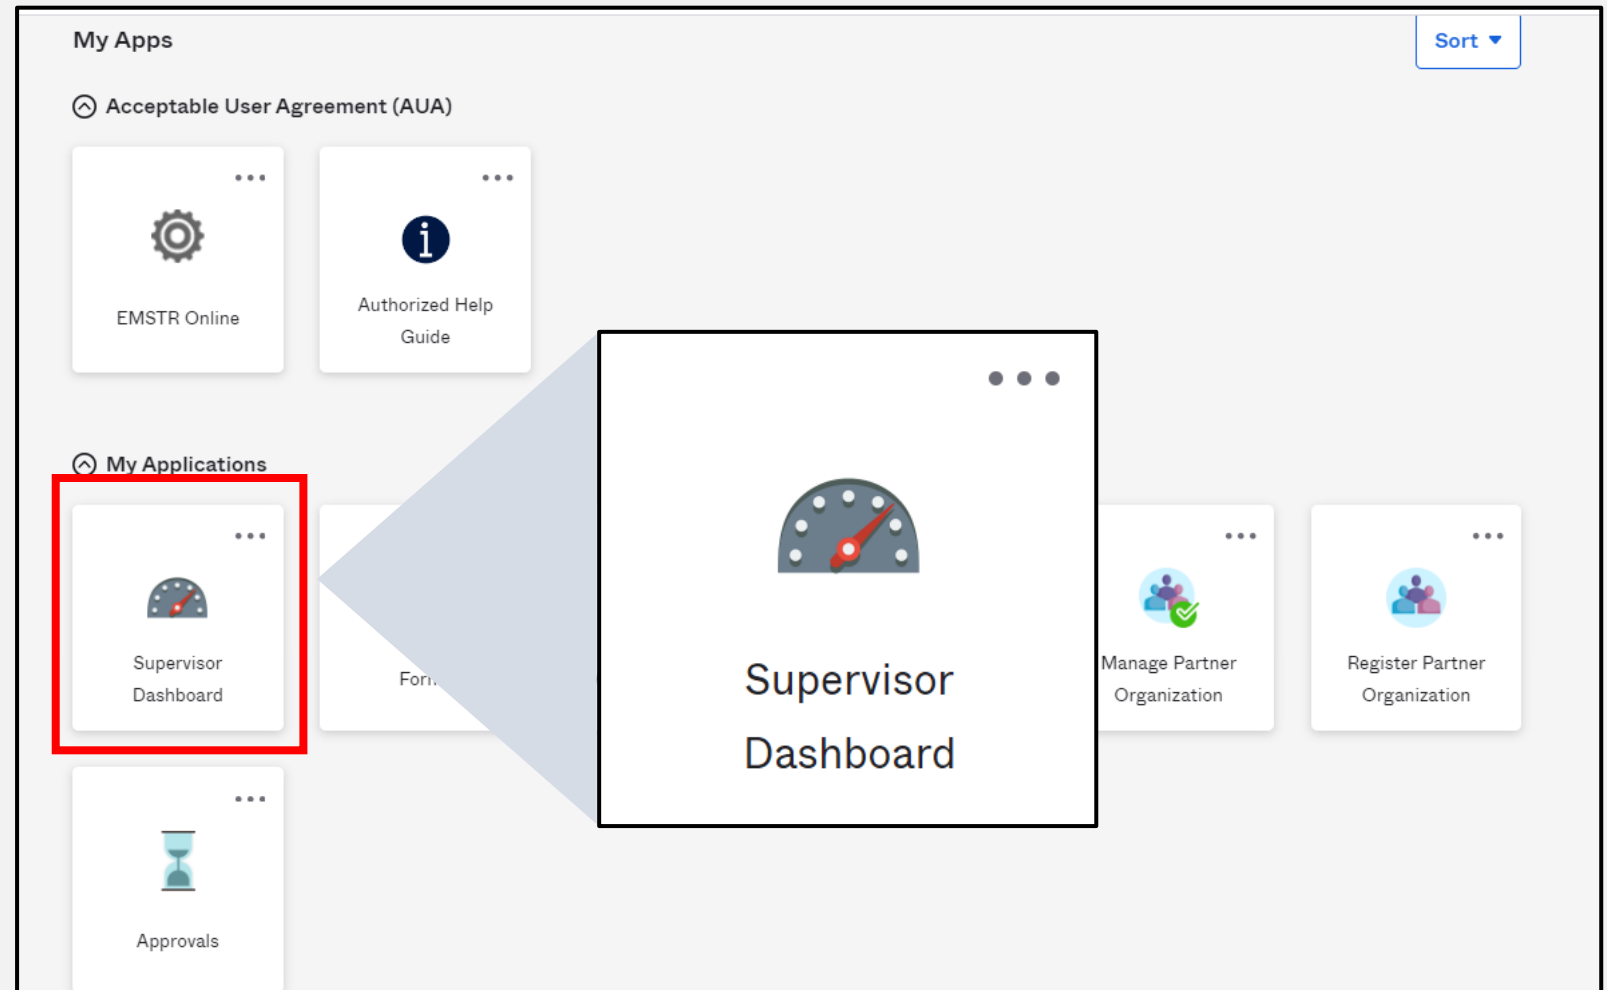 My Apps
Sort
Acceptable User Agreement (AUA)
EMSTR Online
Authorized Help
Guide
My Applications
Supervisor
Dashboard
Supervisor
Dashboard
Manage Partner
Organization
Register Partner
Organization
Approvals